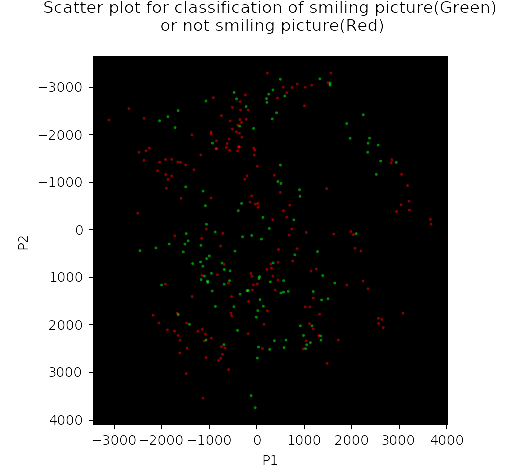 Scatter plot for classification of smiling picture(Green)
or not smiling picture(Red)
−3000
−2000
−1000
0
1000
2000
3000
4000
P2
−3000 −2000 −1000 0 1000 2000 3000 4000
P1